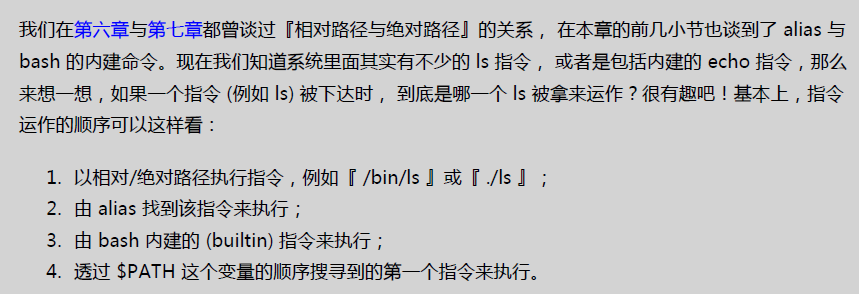 我们在第六章与第七章都曾谈过『相对路径与绝对路径』的关系， 在本章的前几小节也谈到了 alias 与
bash 的内建命令。现在我们知道系统里面其实有不少的 ls 指令， 或者是包括内建的 echo 指令，那么
来想一想，如果一个指令 (例如 ls) 被下达时， 到底是哪一个 ls 被拿来运作？很有趣吧！基本上，指令
运作的顺序可以这样看：
1. 以相对/绝对路径执行指令，例如『 /bin/ls 』或『 ./ls 』；
2. 由 alias 找到该指令来执行；
3. 由 bash 内建的 (builtin) 指令来执行；
4. 透过 $PATH 这个变量的顺序搜寻到的第一个指令来执行。